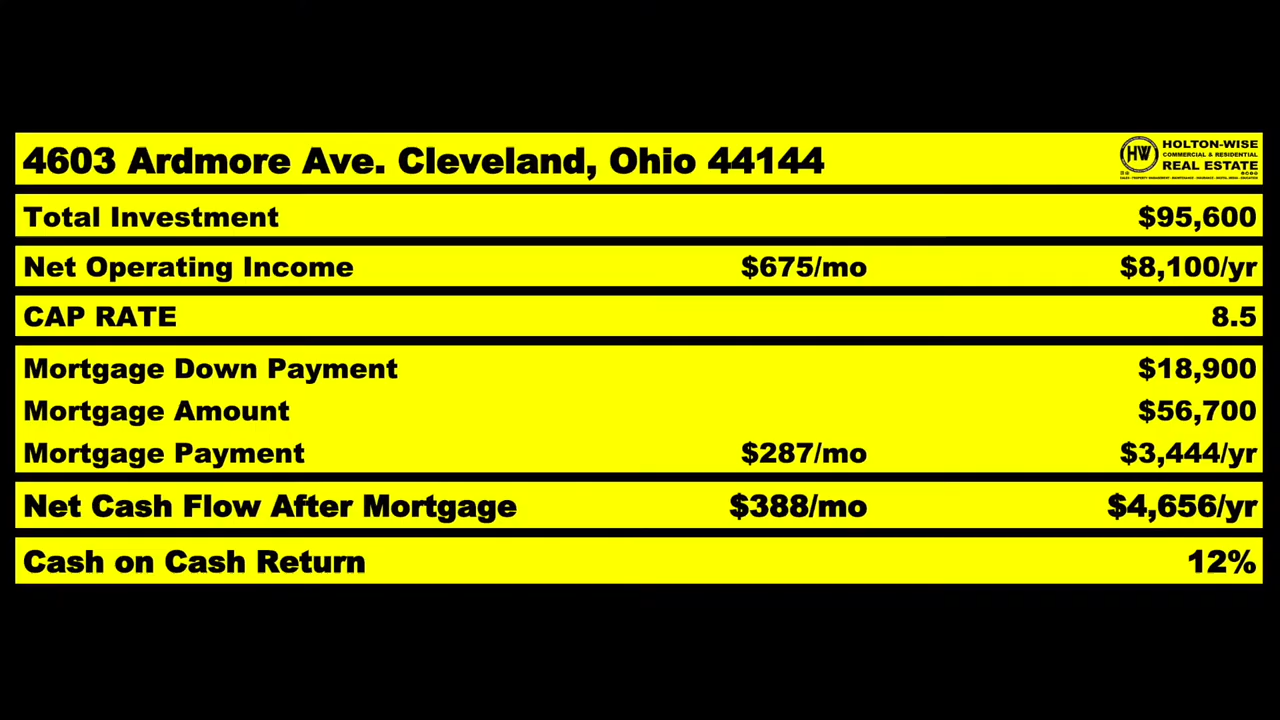 4603 Ardmore Ave. Cleveland, Ohio 44144
HW
HOLTON-WISE
COMMERCIAL & RESIDENTIAL
REAL ESTATE
Total Investment $95,600
Net Operating Income $675/mo $8,100/yr
CAP RATE 8.5
Mortgage Down Payment $18,900
Mortgage Amount $56,700
Mortgage Payment $287/mo $3,444/yr
Net Cash Flow After Mortgage $388/mo $4,656/yr
Cash on Cash Return 12%